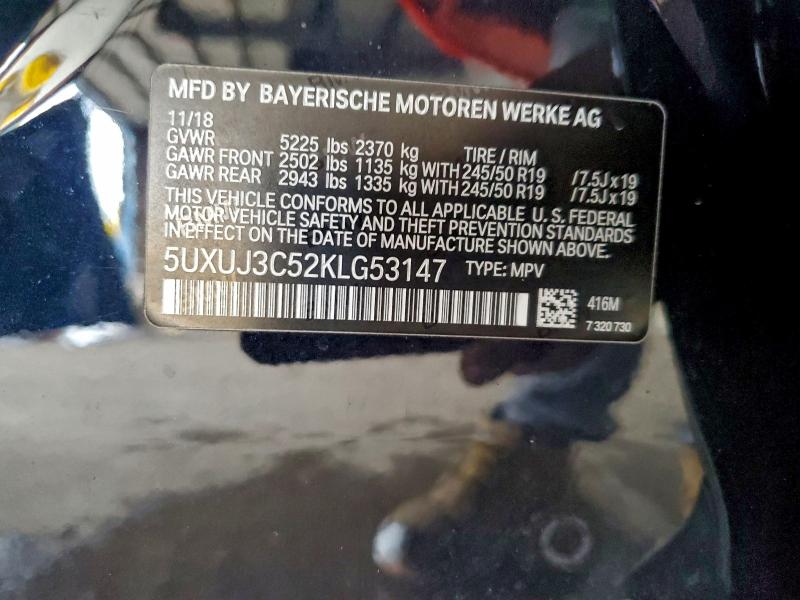 MFD BY BAYERISCHE MOTOREN WERKE AG
11/18
GVWR 5225 lbs 2370 kg TIRE / RIM
GAWR FRONT 2502 lbs 1135 kg WITH 245/50 R19 /7.5J x 19
GAWR REAR 2943 lbs 1335 kg WITH 245/50 R19 /7.5J x 19
THIS VEHICLE CONFORMS TO ALL APPLICABLE U. S. FEDERAL
MOTOR VEHICLE SAFETY AND THEFT PREVENTION STANDARDS
IN EFFECT ON THE DATE OF MANUFACTURE SHOWN ABOVE.
5UXUJ3C52KLG53147 TYPE: MPV
416M
7 320 730